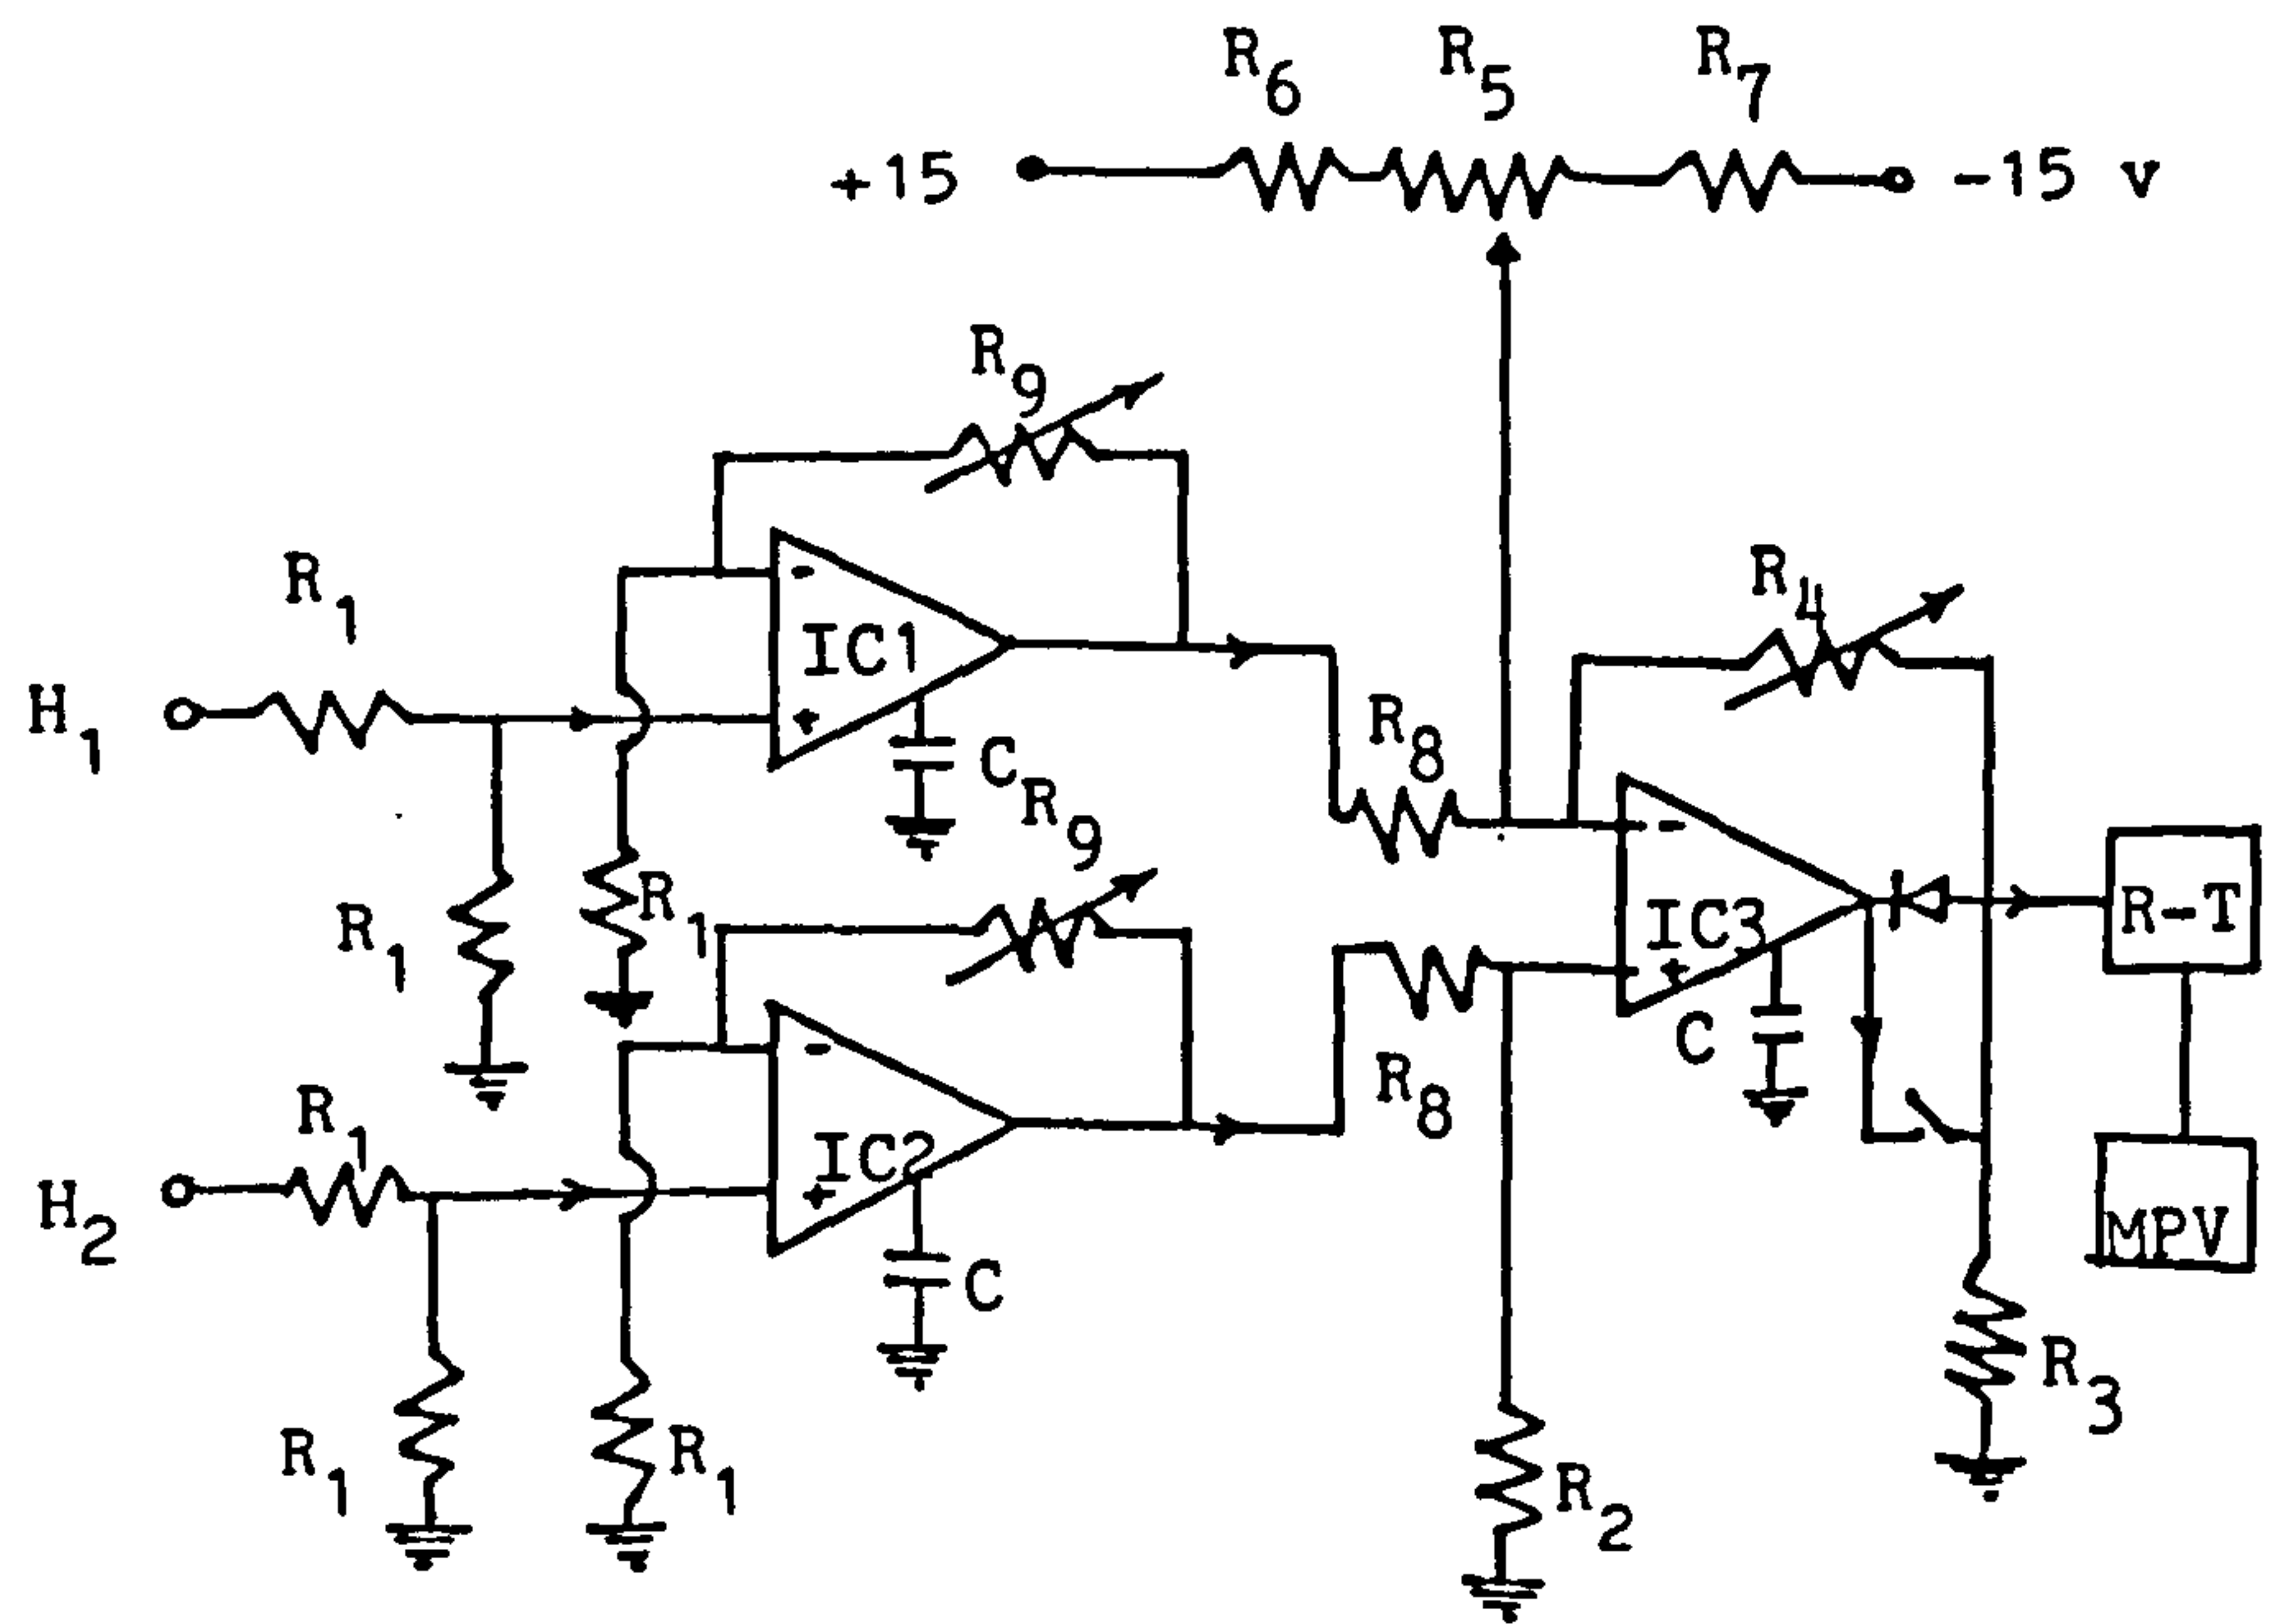 R6 R5 R7
+15 -15 v
R9
R1 R4
H1 IC1 - + R8
C R9
R1 R1 IC3 - + R-T
C
R1 R8
H2 IC2 - + MPV
C
R3
R1 R1 R2